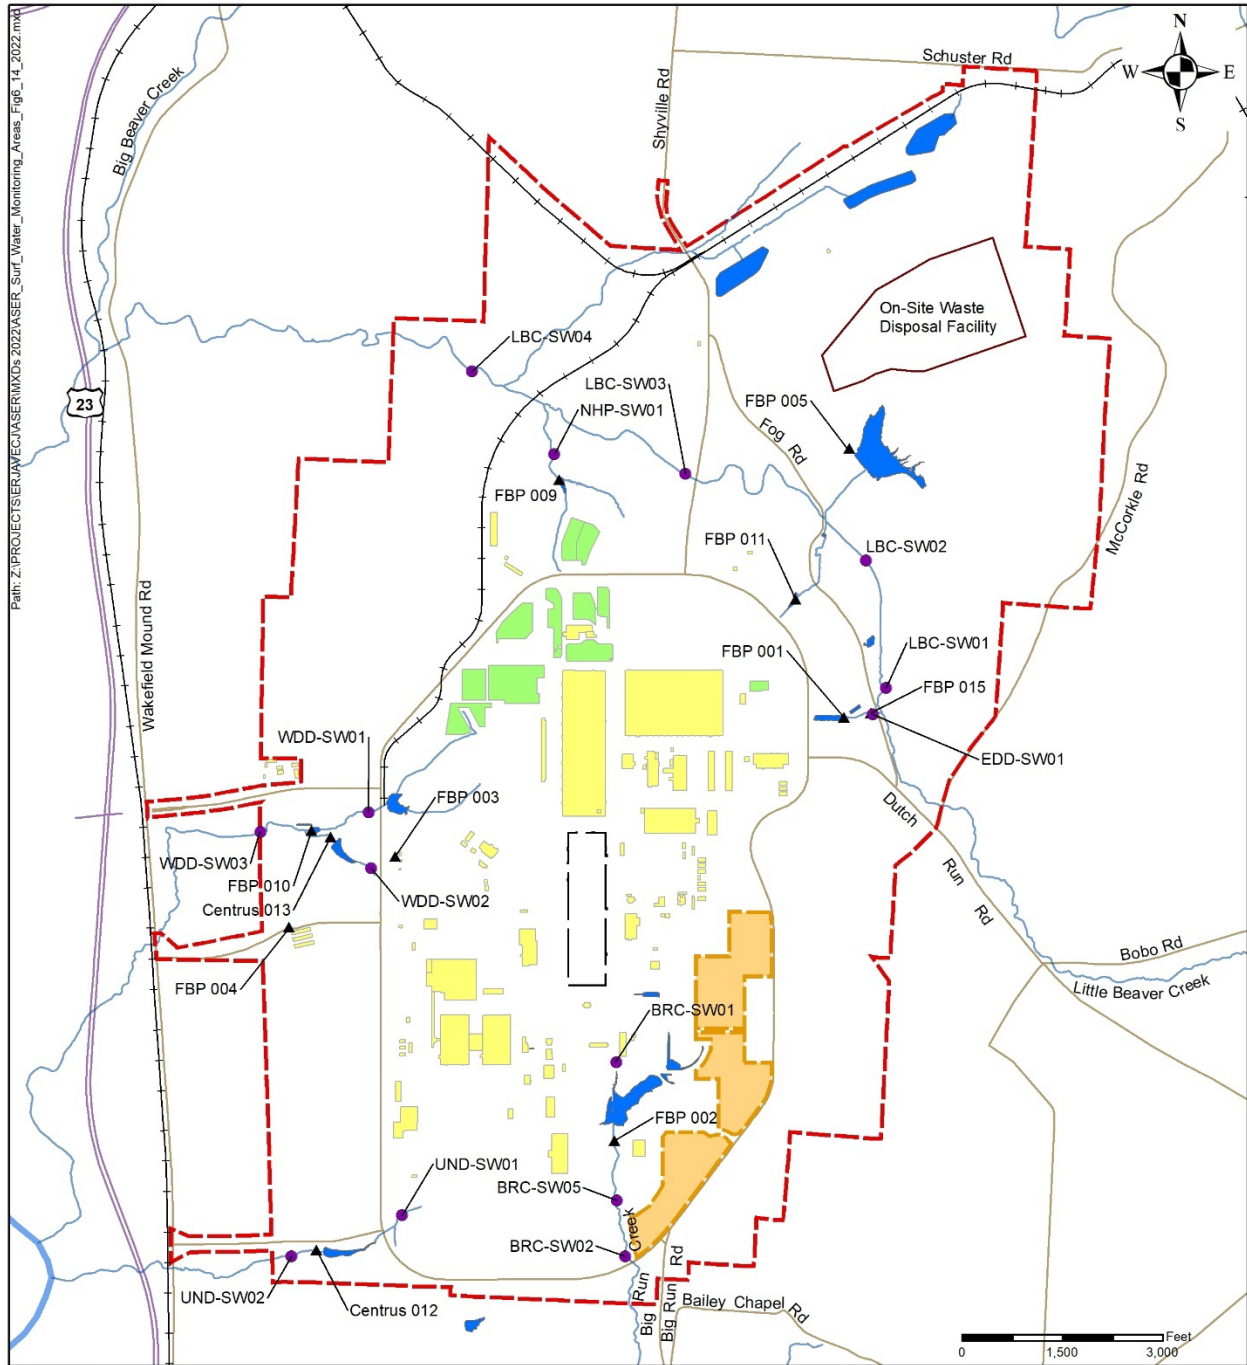 Path: Z:\PROJECTS\ERJAVECJ\ASER\MXDs 2022\ASER_Surf_Water_Monitoring_Areas_Fig6_14_2022.mxd
N
W
E
S
Schuster Rd
Shyville Rd
Big Beaver Creek
On-Site Waste
Disposal Facility
LBC-SW04
LBC-SW03
23
FBP 005
NHP-SW01
Fog Rd
McCorkle Rd
FBP 009
FBP 011
LBC-SW02
Wakefield Mound Rd
FBP 001
LBC-SW01
FBP 015
WDD-SW01
EDD-SW01
FBP 003
Dutch Run Rd
WDD-SW03
FBP 010
WDD-SW02
Centrus 013
Bobo Rd
FBP 004
Little Beaver Creek
BRC-SW01
FBP 002
UND-SW01
BRC-SW05
BRC-SW02
Big Run Creek
Big Run Rd
UND-SW02
Centrus 012
Bailey Chapel Rd
Feet
0 1,500 3,000